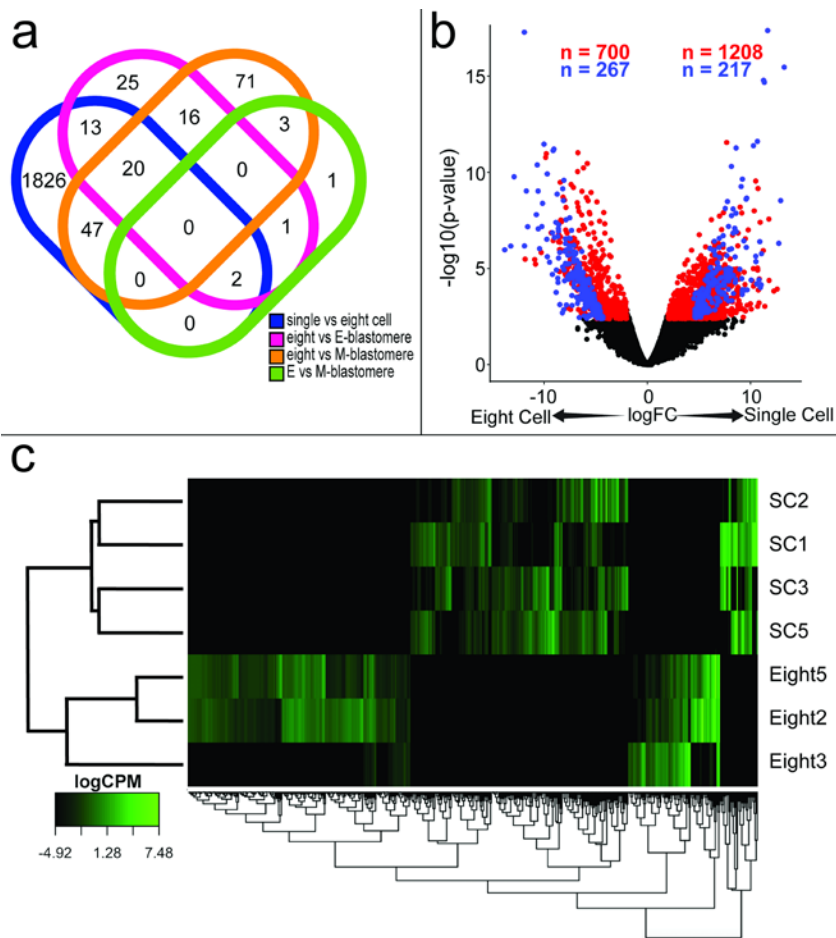 a
25
71
13
16
3
1826
20
0
1
47
0
1
0
2
0
single vs eight cell
eight vs E-blastomere
eight vs M-blastomere
E vs M-blastomere
b
n = 700
n = 1208
n = 267
n = 217
15
10
5
0
-log10(p-value)
-10
0
10
Eight Cell
logFC
Single Cell
c
SC2
SC1
SC3
SC5
Eight5
Eight2
Eight3
logCPM
-4.92
1.28
7.48